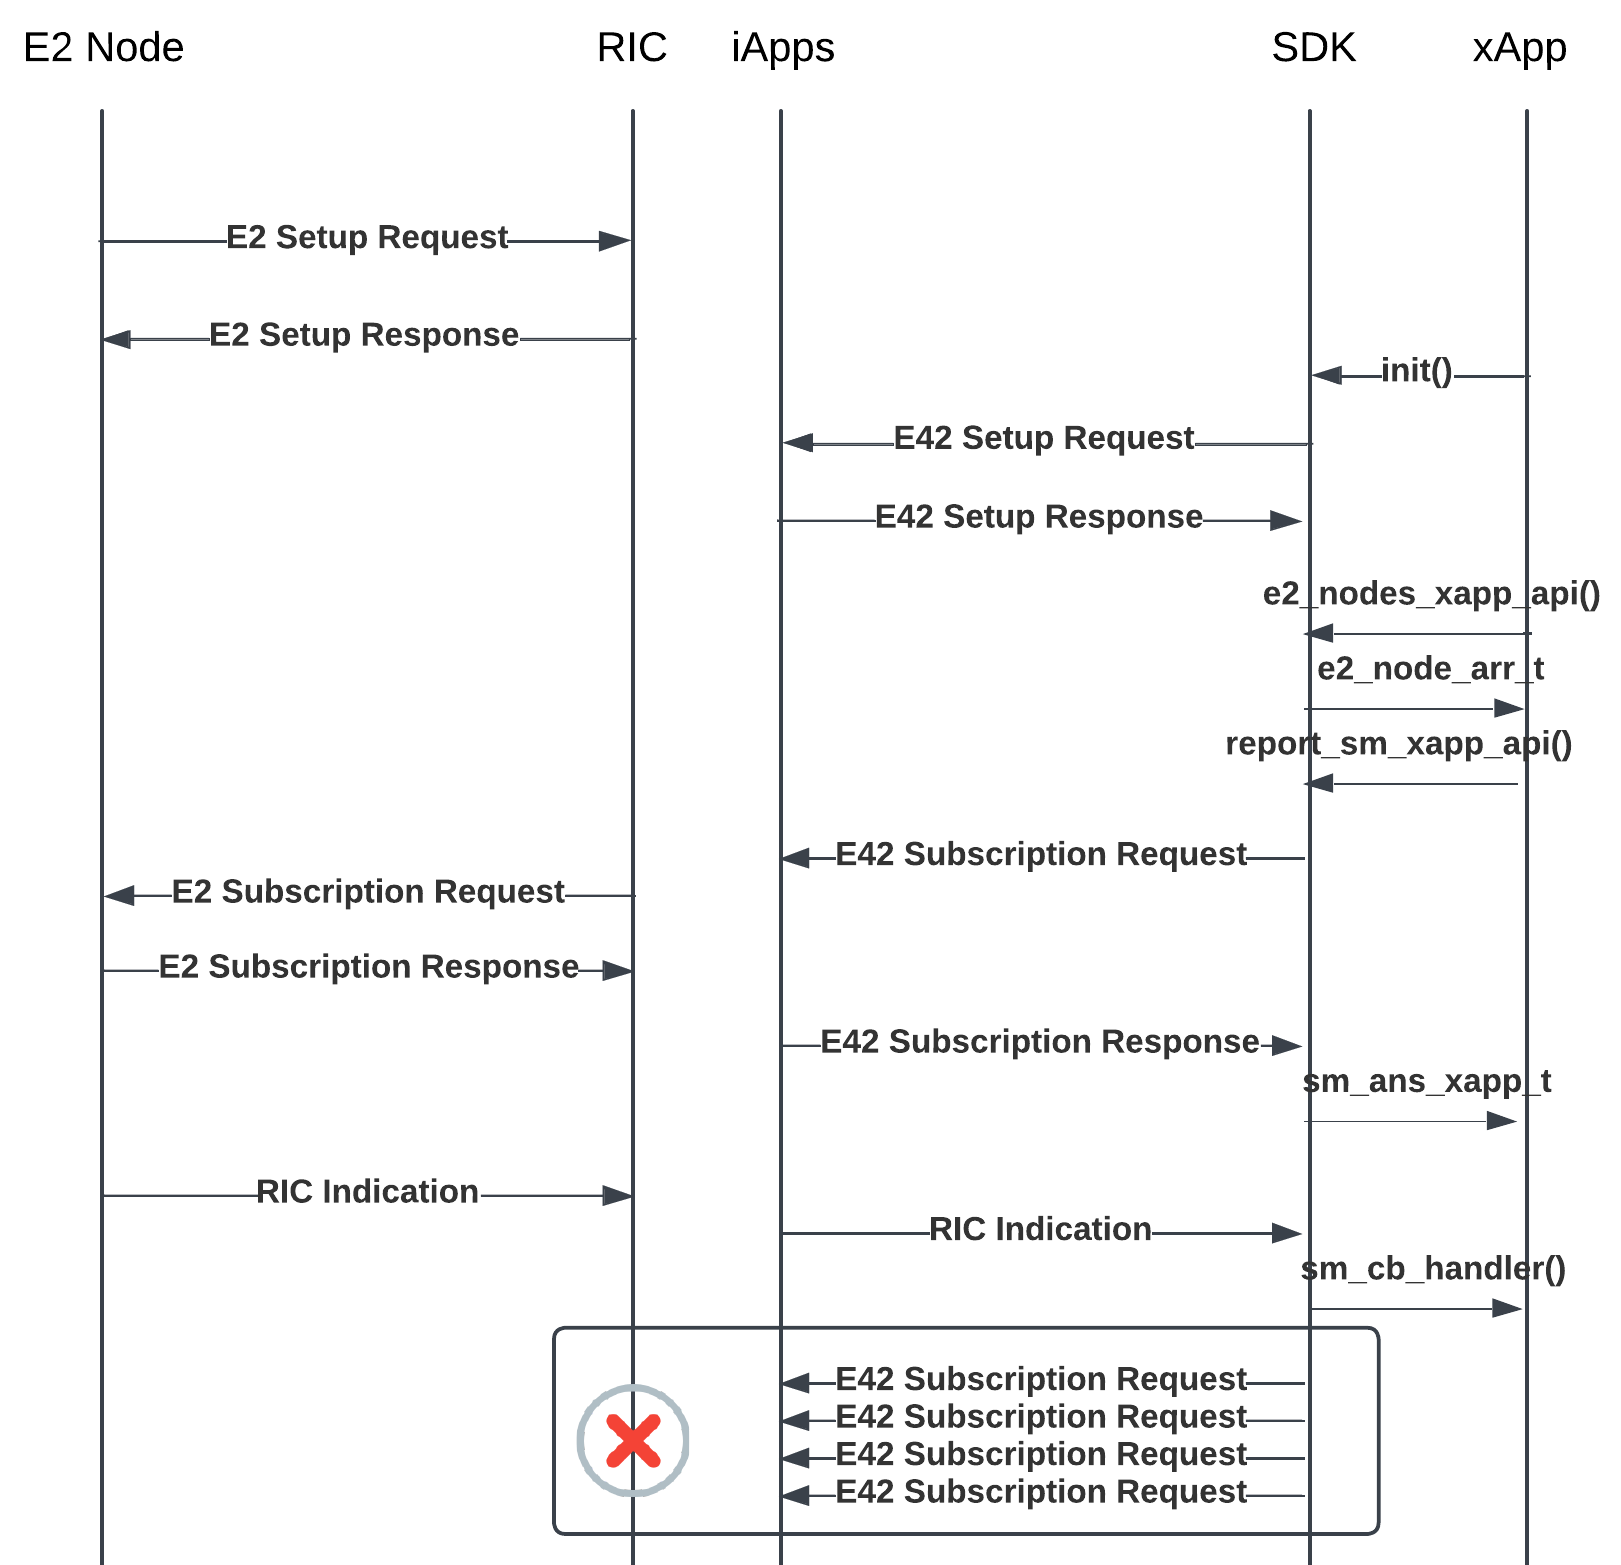 E2 Node
RIC
iApps
SDK
xApp
E2 Setup Request
E2 Setup Response
init()
E42 Setup Request
E42 Setup Response
e2_nodes_xapp_api()
e2_node_arr_t
report_sm_xapp_api()
E42 Subscription Request
E2 Subscription Request
E2 Subscription Response
E42 Subscription Response
sm_ans_xapp_t
RIC Indication
RIC Indication
sm_cb_handler()
E42 Subscription Request
E42 Subscription Request
E42 Subscription Request
E42 Subscription Request